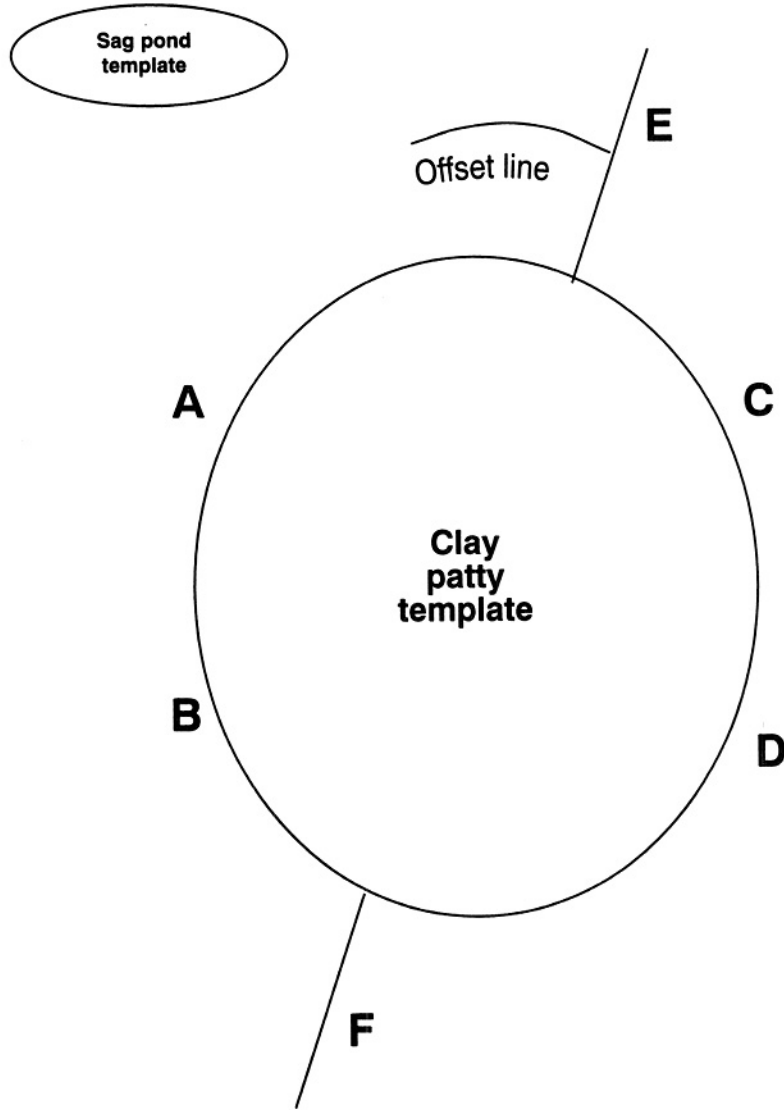 Sag pond
template
E
Offset line
A
C
Clay
patty
template
B
D
F